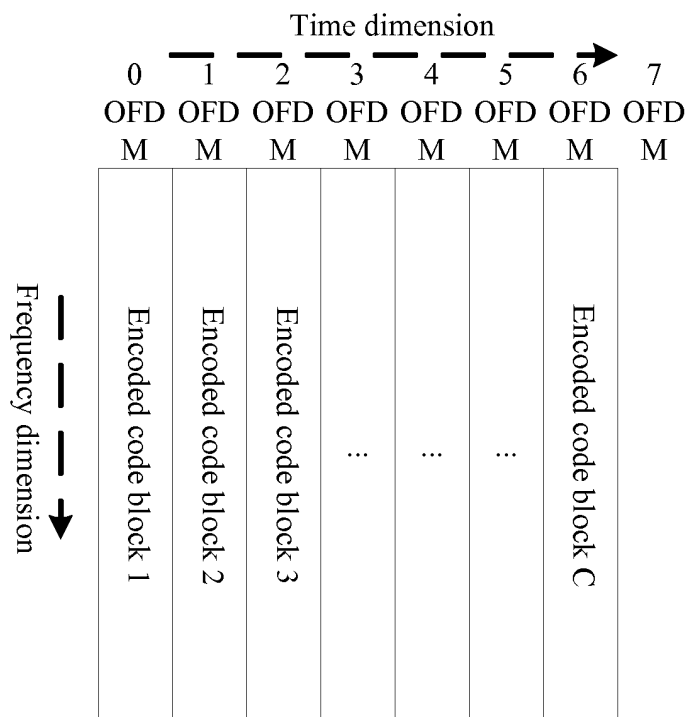 Time dimension
0 1 2 3 4 5 6 7
OFD OFD OFD OFD OFD OFD OFD OFD
M M M M M M M M
Frequency dimension
Encoded code block 1
Encoded code block 2
Encoded code block 3
...
...
...
Encoded code block C